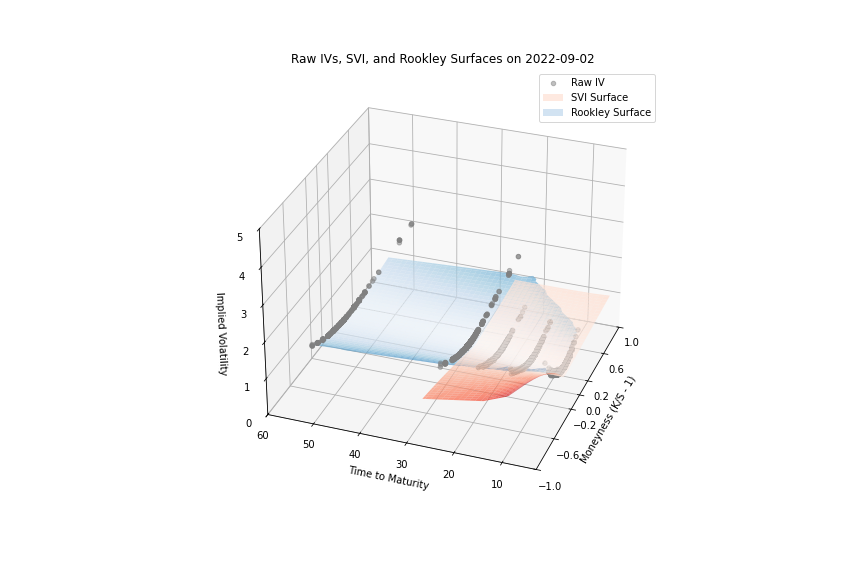 Raw IVs, SVI, and Rookley Surfaces on 2022-09-02
Raw IV
SVI Surface
Rookley Surface
5
4
3
2
1
0
Implied Volatility
60
50
40
30
20
10
Time to Maturity
1.0
0.6
0.2
0.0
−0.2
−0.6
−1.0
Moneyness (K/S - 1)